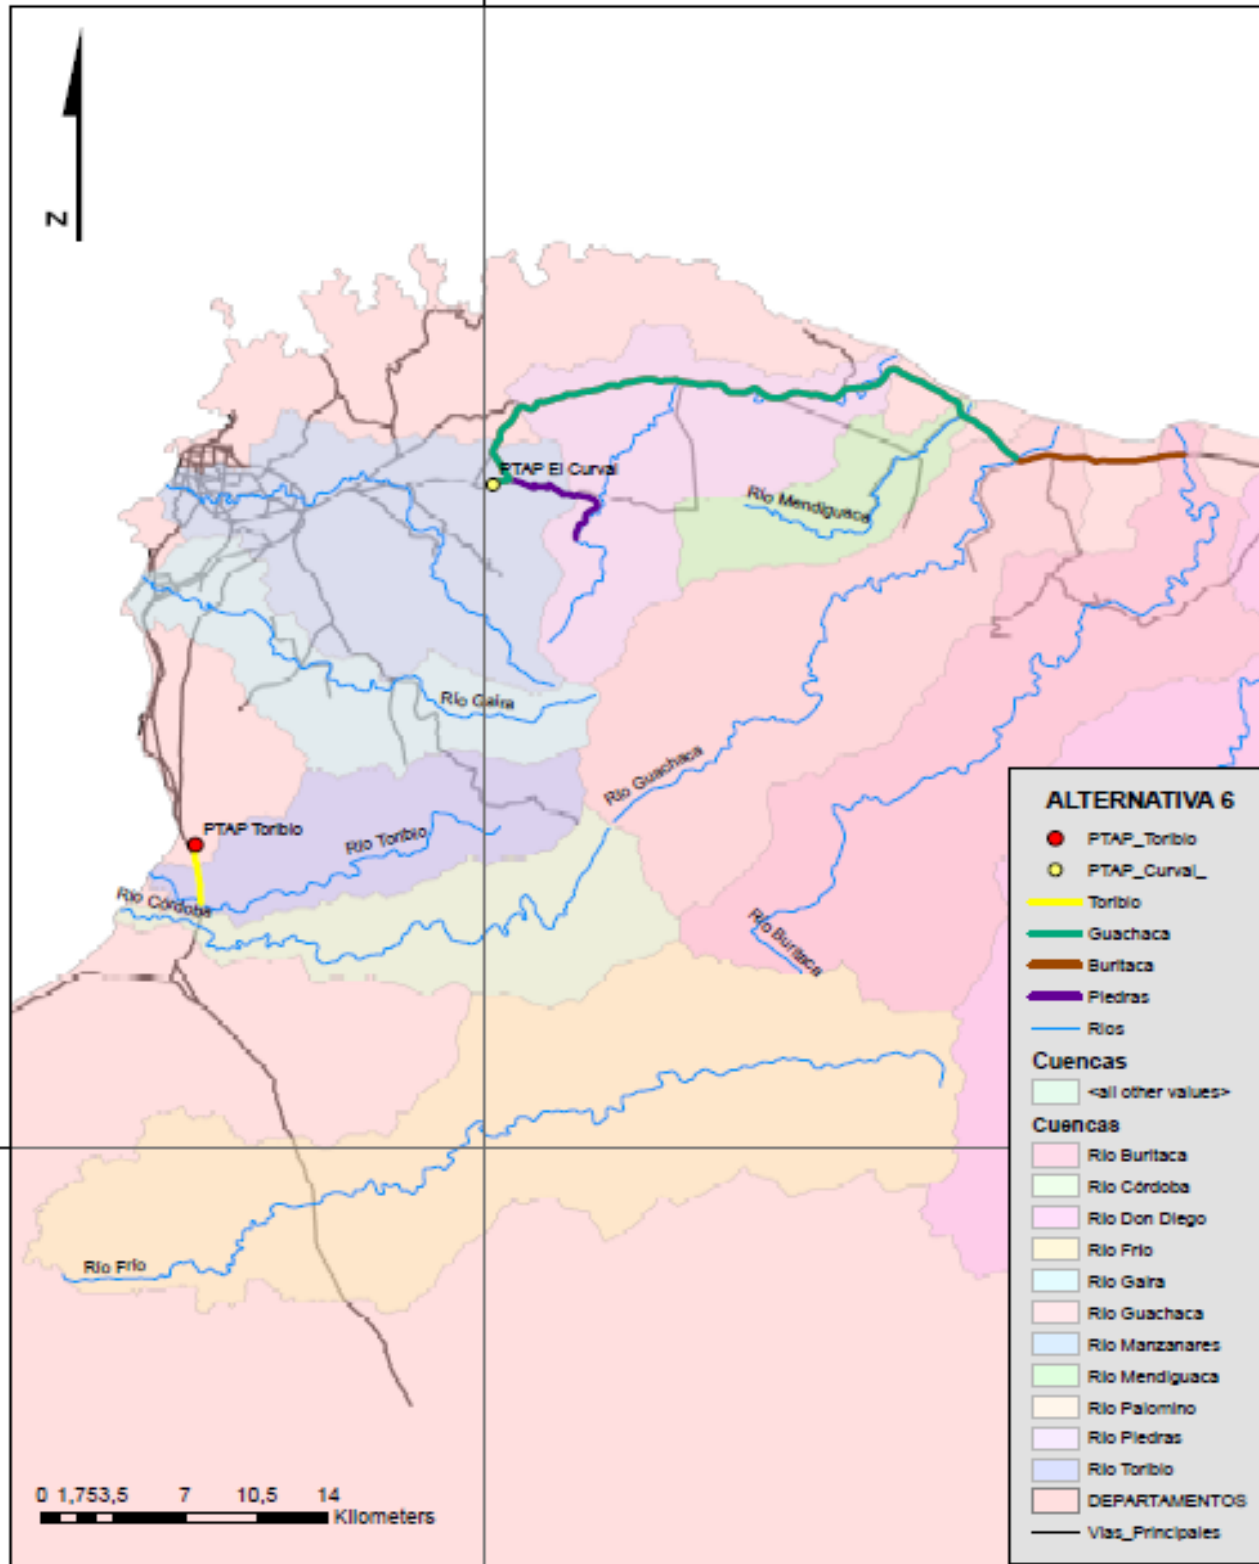 N
PTAP El Curval
Río Mendiguaca
Río Gaira
Río Guachaca
PTAP Toribio
Río Toribio
Río Córdoba
Río Buritaca
Río Frío
ALTERNATIVA 6
PTAP_Toribio
PTAP_Curval_
Toribio
Guachaca
Buritaca
Piedras
Rios
Cuencas
<all other values>
Cuencas
Río Buritaca
Río Córdoba
Río Don Diego
Río Frío
Río Gaira
Río Guachaca
Río Manzanares
Río Mendiguaca
Río Palomino
Río Piedras
Río Toribio
DEPARTAMENTOS
Vias_Principales
0 1,753,5 7 10,5 14
Kilometers